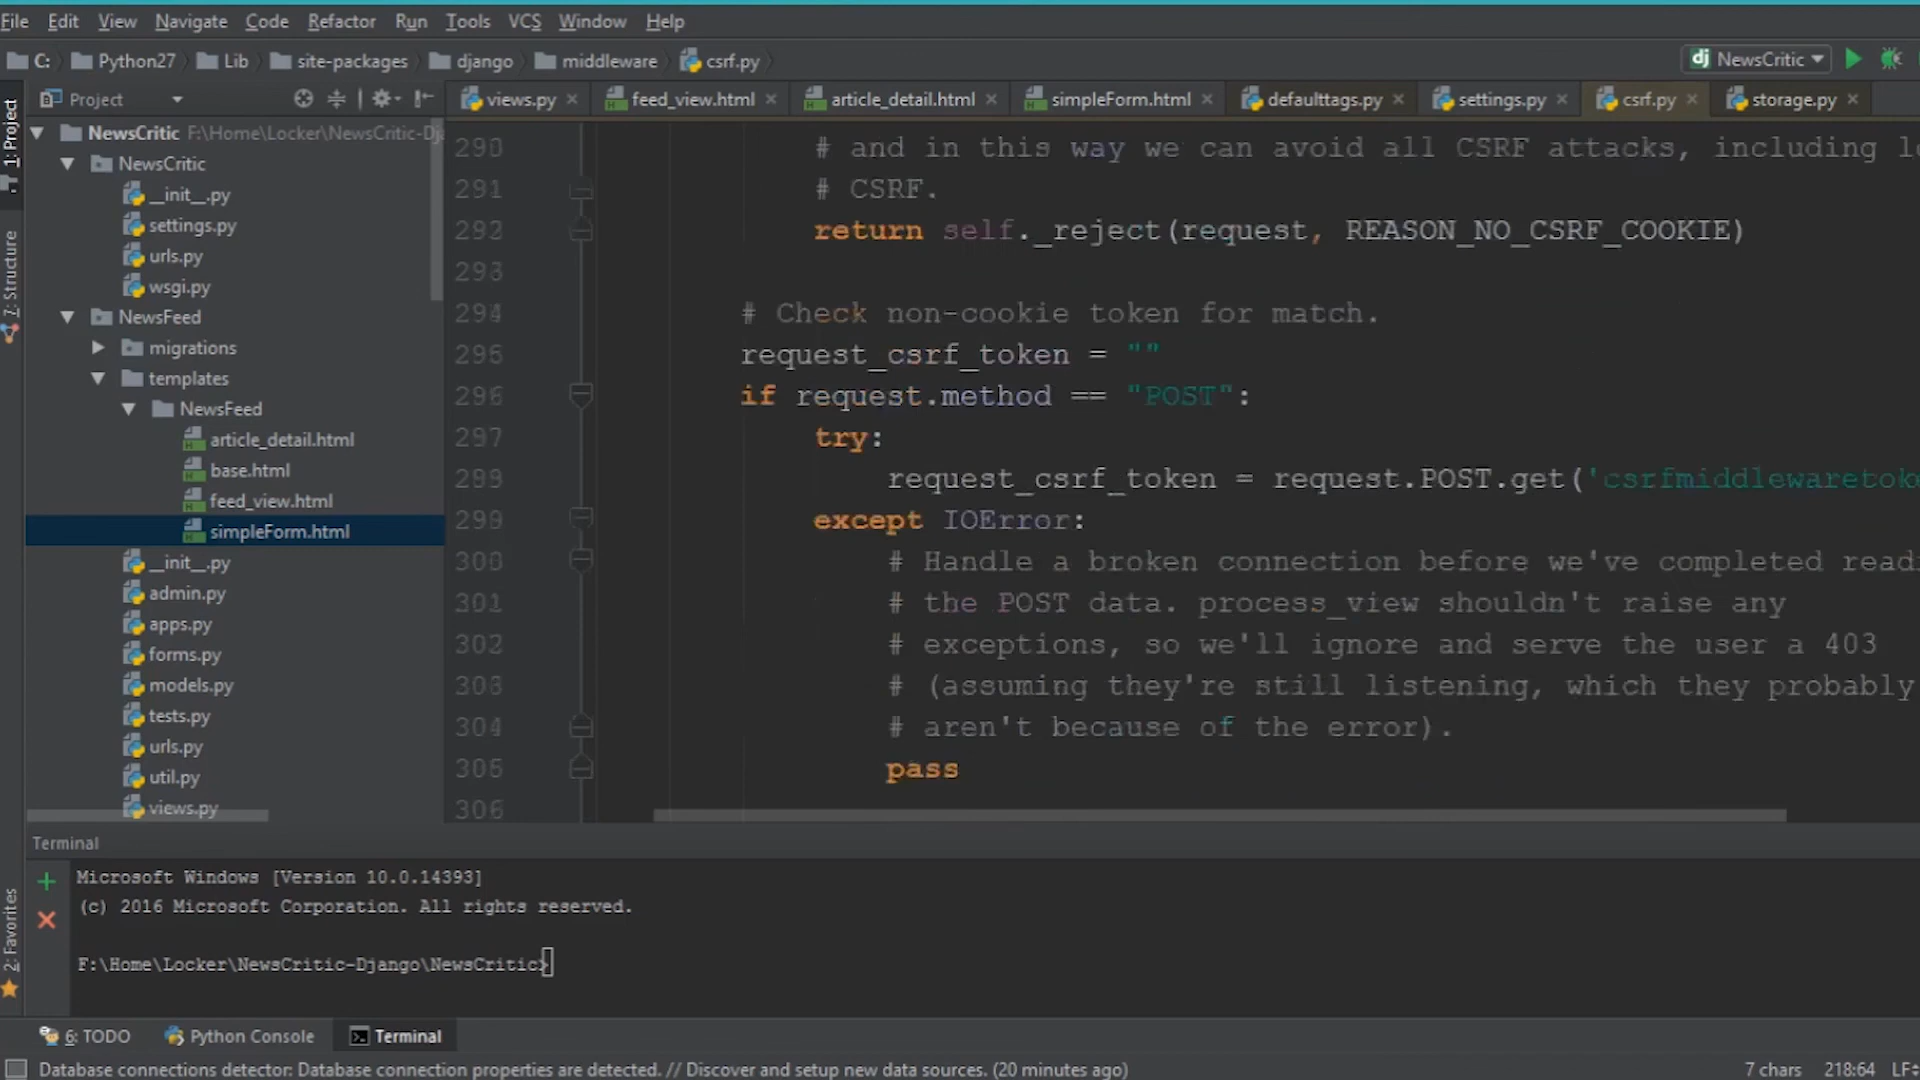 File Edit View Navigate Code Refactor Run Tools VCS Window Help
C: Python27 Lib site-packages django middleware csrf.py
NewsCritic
Project
views.py feed_view.html article_detail.html simpleForm.html defaulttags.py settings.py csrf.py storage.py
1: Project
7: Structure
2: Favorites
NewsCritic F:\Home\Locker\NewsCritic-Dj
NewsCritic
__init__.py
settings.py
urls.py
wsgi.py
NewsFeed
migrations
templates
NewsFeed
article_detail.html
base.html
feed_view.html
simpleForm.html
__init__.py
admin.py
apps.py
forms.py
models.py
tests.py
urls.py
util.py
views.py
290 # and in this way we can avoid all CSRF attacks, including
291 # CSRF.
292 return self._reject(request, REASON_NO_CSRF_COOKIE)
293
294 # Check non-cookie token for match.
295 request_csrf_token = ""
296 if request.method == "POST":
297 try:
298 request_csrf_token = request.POST.get('csrfmiddlewaretoke
299 except IOError:
300 # Handle a broken connection before we've completed readi
301 # the POST data. process_view shouldn't raise any
302 # exceptions, so we'll ignore and serve the user a 403
303 # (assuming they're still listening, which they probably
304 # aren't because of the error).
305 pass
306
Terminal
Microsoft Windows [Version 10.0.14393]
(c) 2016 Microsoft Corporation. All rights reserved.
F:\Home\Locker\NewsCritic-Django\NewsCritic>
6: TODO Python Console Terminal
Database connections detector: Database connection properties are detected. // Discover and setup new data sources. (20 minutes ago) 7 chars 218:64 LF